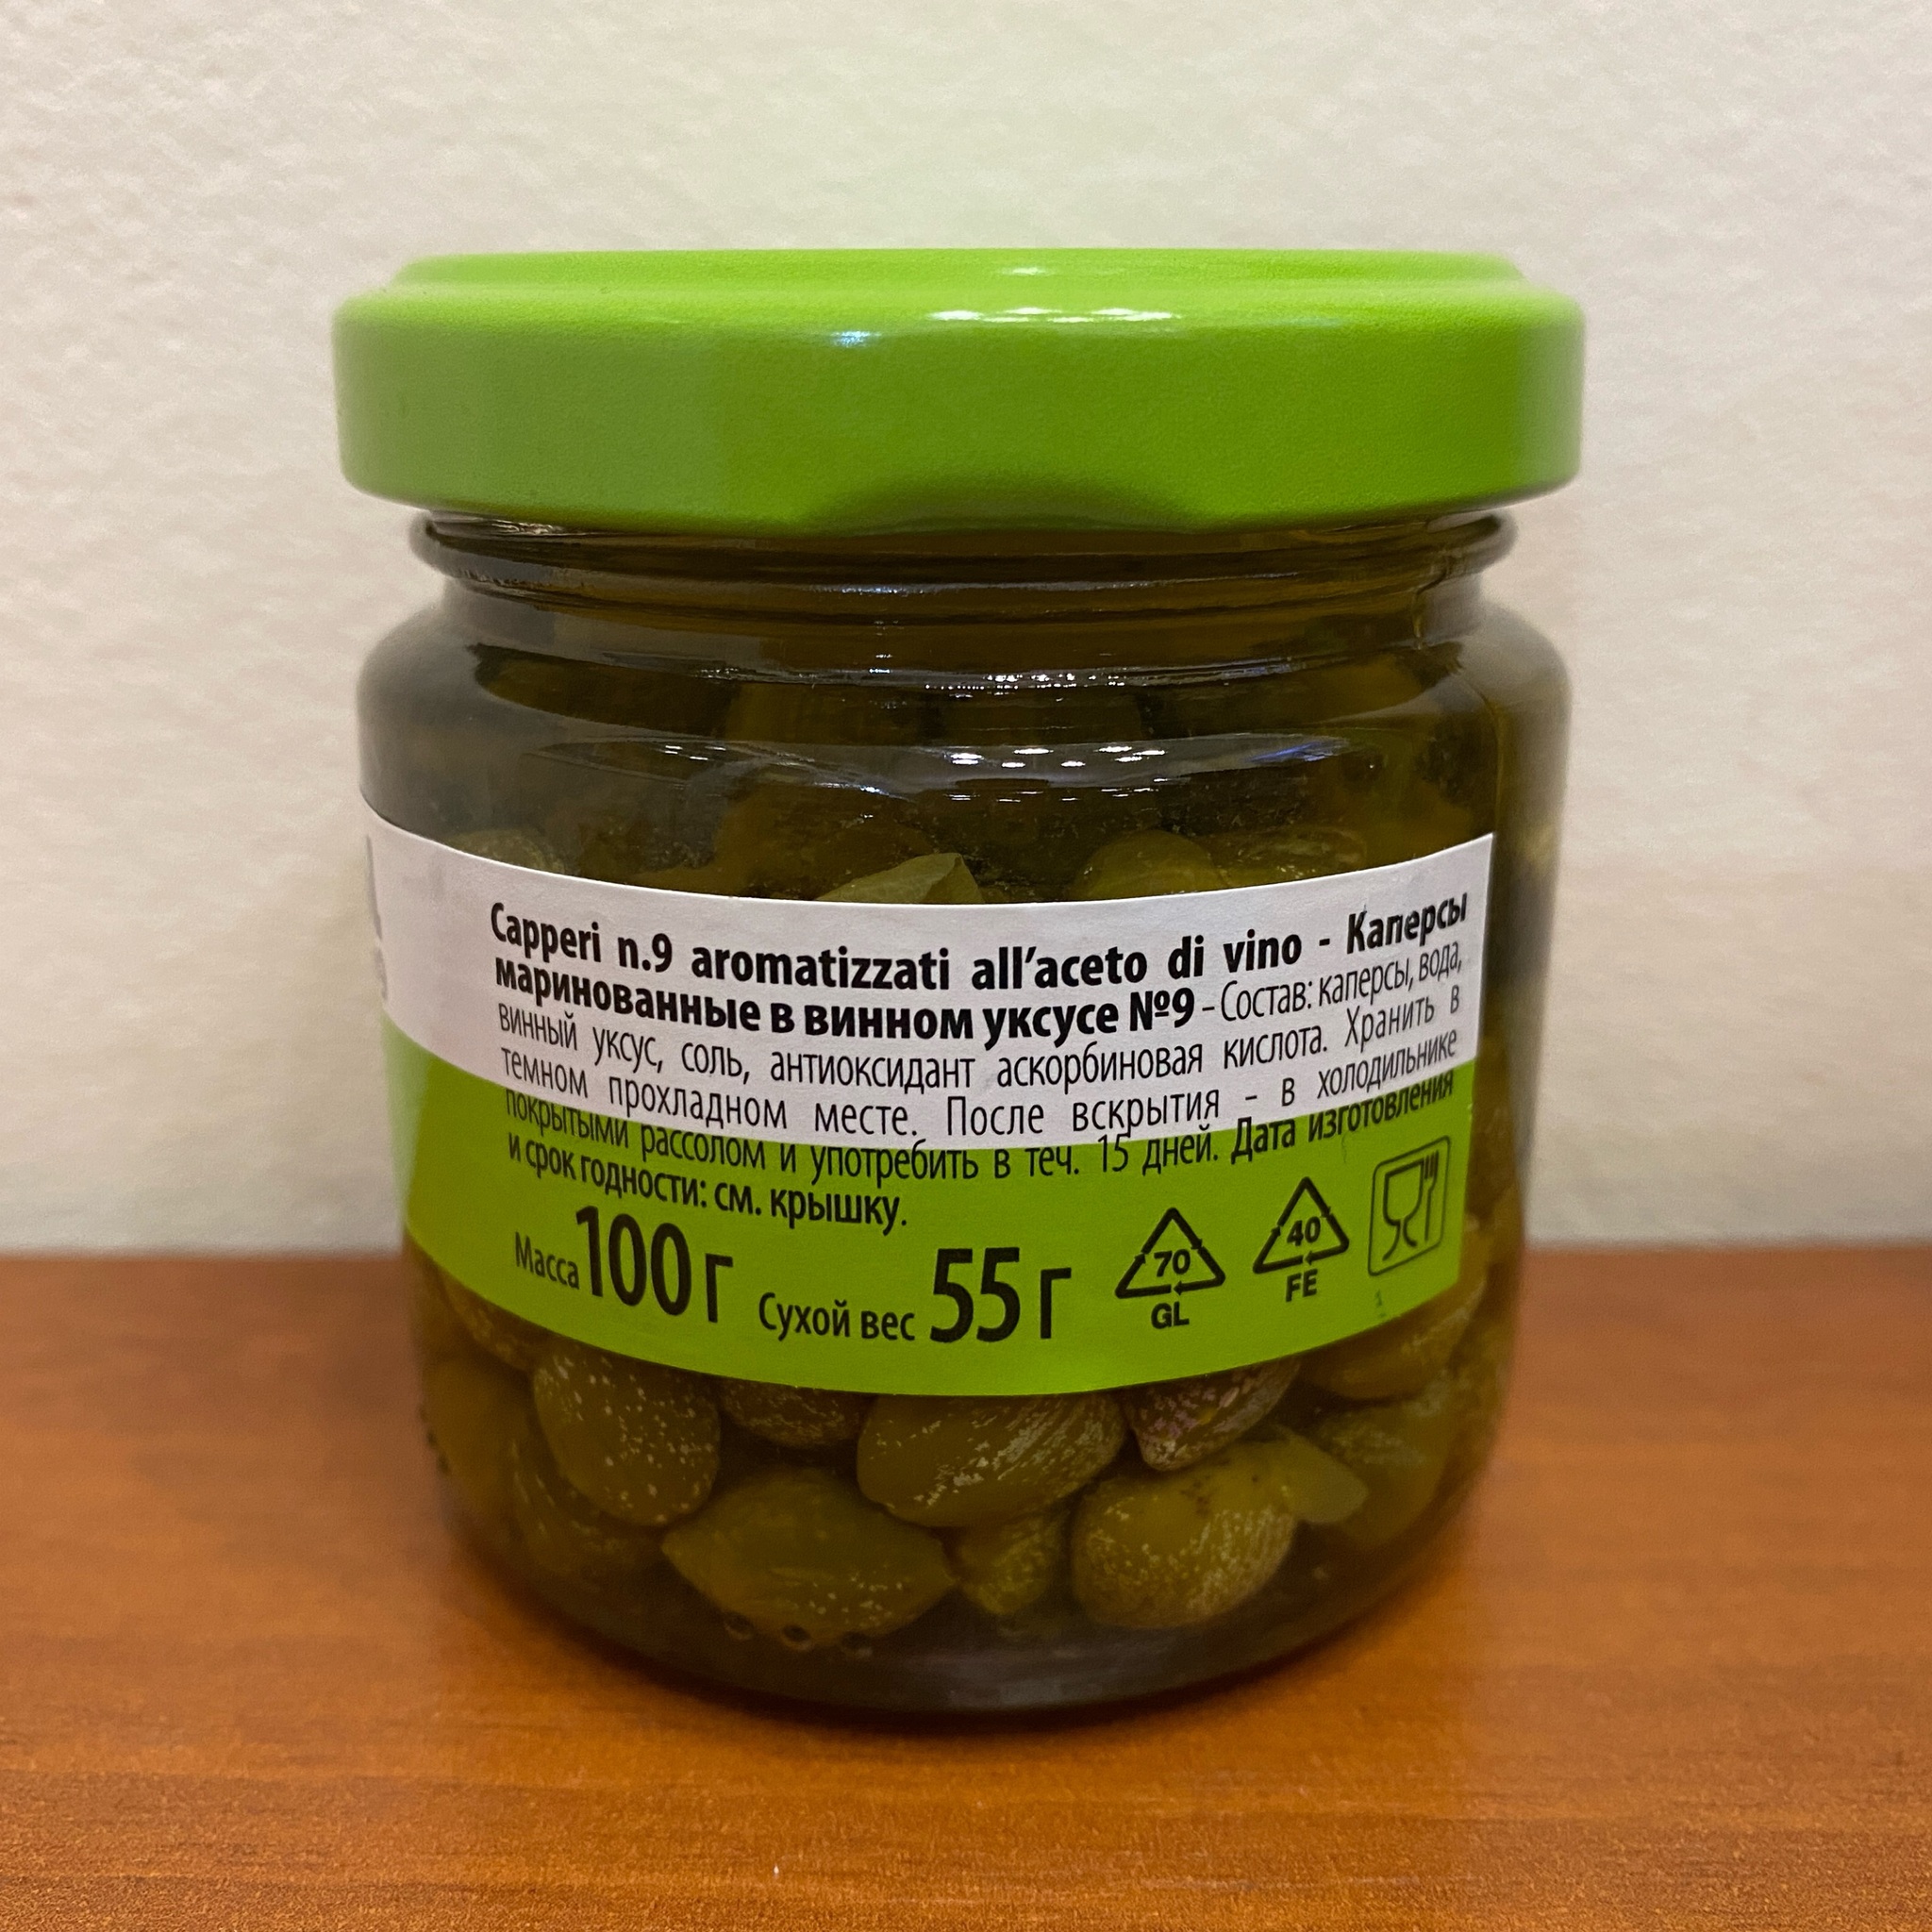 Capperi n.9 aromatizzati all’aceto di vino - Каперсы
маринованные в винном уксусе №9 - Состав: каперсы, вода,
винный уксус, соль, антиоксидант аскорбиновая кислота. Хранить в
темном прохладном месте. После вскрытия - в холодильнике
покрытыми рассолом и употребить в теч. 15 дней. Дата изготовления
и срок годности: см. крышку.
Масса 100 г Сухой вес 55 г
70
GL
40
FE